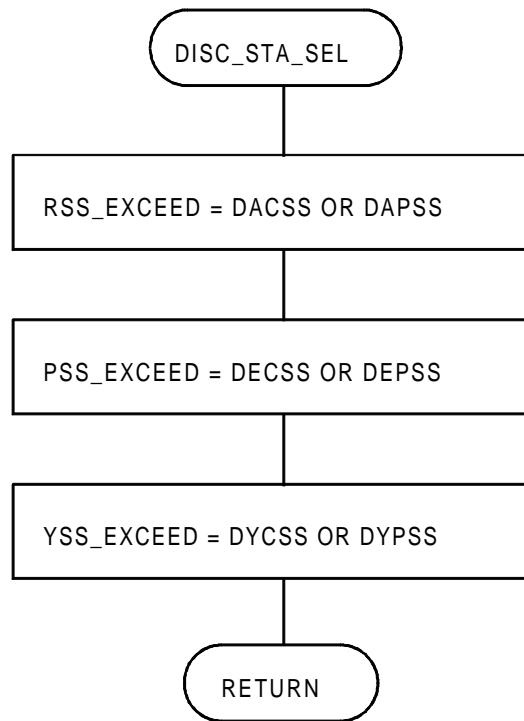 DISC_STA_SEL
RSS_EXCEED = DACSS OR DAPSS
PSS_EXCEED = DECSS OR DEPSS
YSS_EXCEED = DYCSS OR DYPSS
RETURN